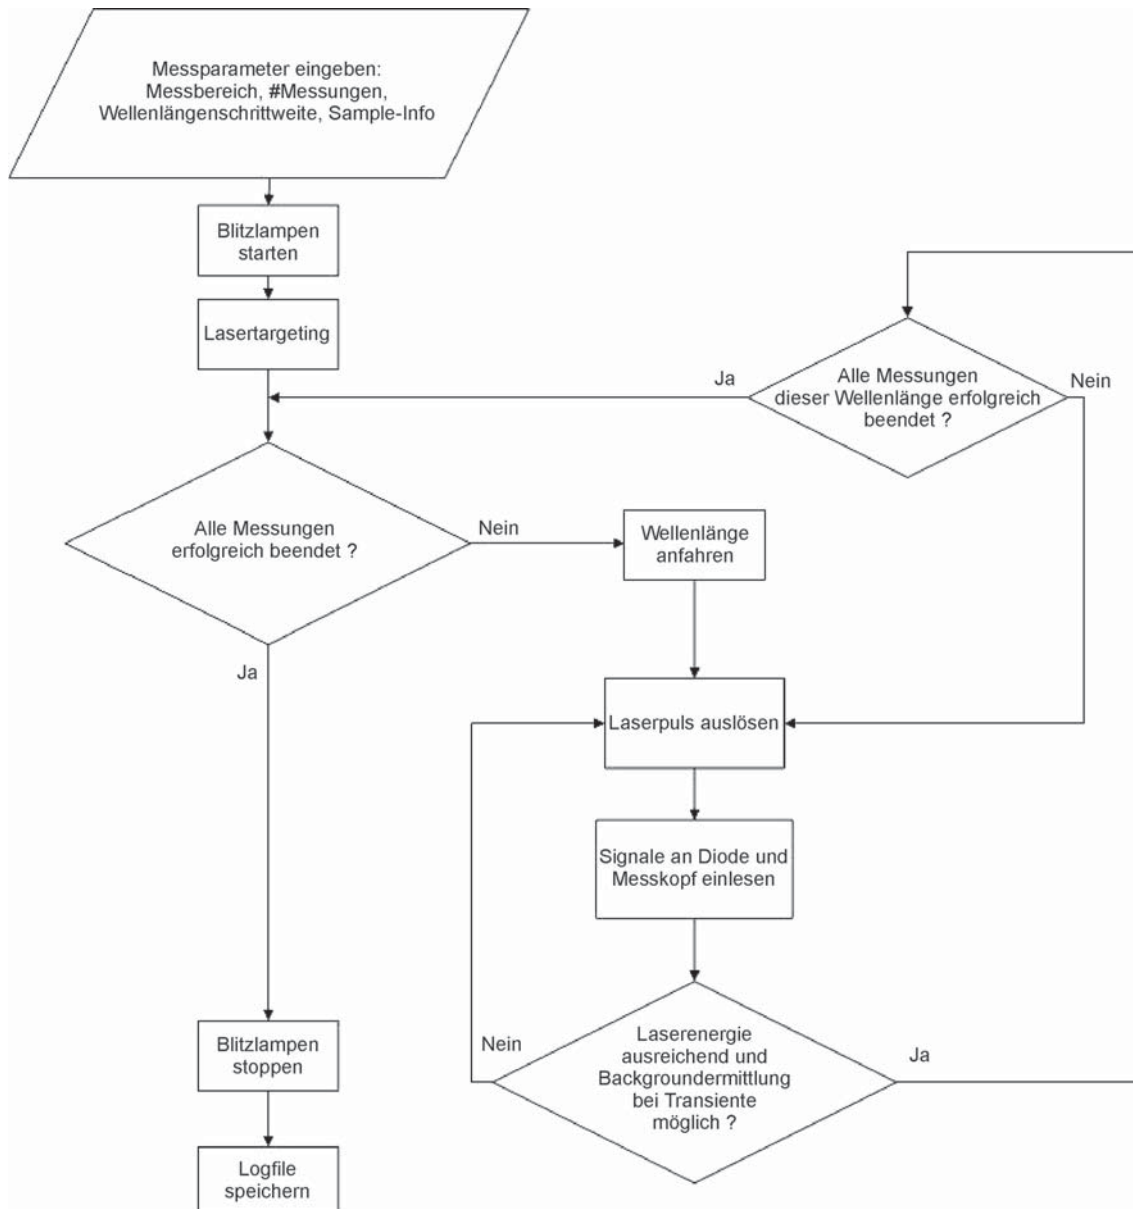 Messparameter eingeben:
Messbereich, #Messungen,
Wellenlängenschrittweite, Sample-Info
Blitzlampen
starten
Lasertargeting
Alle Messungen
dieser Wellenlänge erfolgreich
beendet ?
Ja
Nein
Alle Messungen
erfolgreich beendet ?
Nein
Ja
Wellenlänge
anfahren
Laserpuls auslösen
Signale an Diode und
Messkopf einlesen
Laserenergie
ausreichend und
Backgroundermittlung
bei Transiente
möglich ?
Nein
Ja
Blitzlampen
stoppen
Logfile
speichern